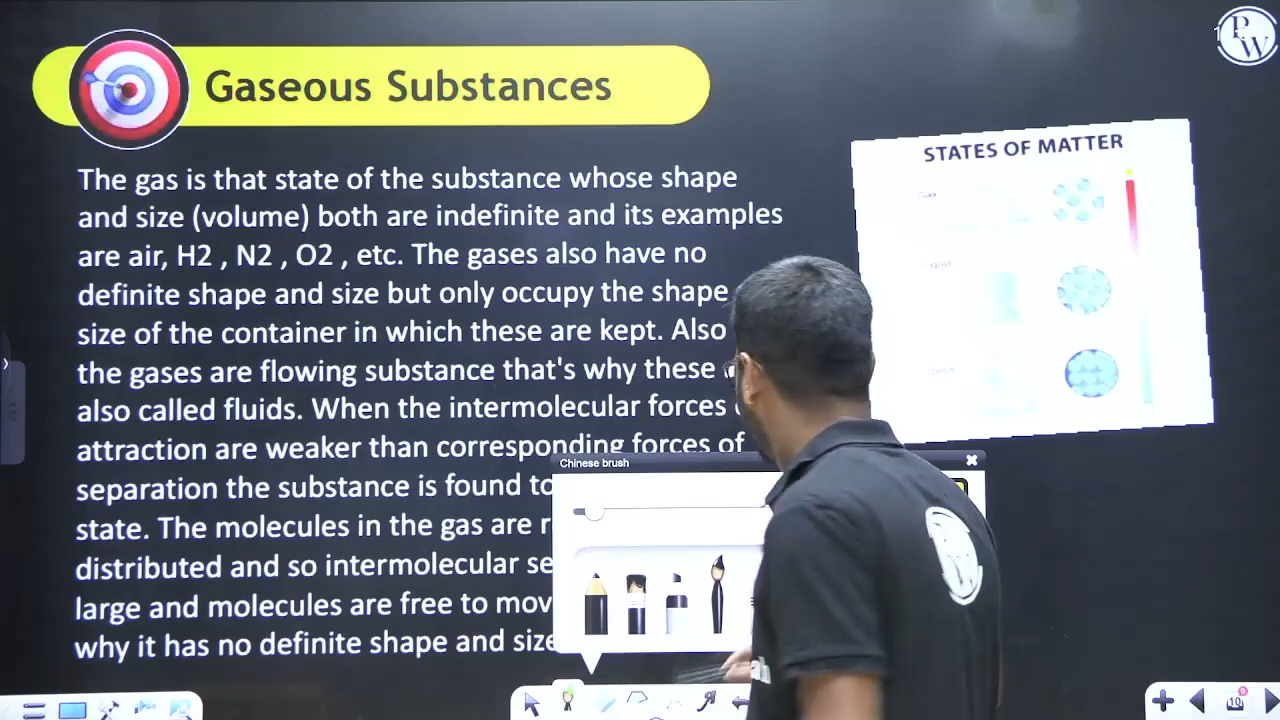 Gaseous Substances
The gas is that state of the substance whose shape
and size (volume) both are indefinite and its examples
are air, H2 , N2 , O2 , etc. The gases also have no
definite shape and size but only occupy the shape
size of the container in which these are kept. Also
the gases are flowing substance that's why these
also called fluids. When the intermolecular forces
attraction are weaker than corresponding forces of
separation the substance is found to
state. The molecules in the gas are
distributed and so intermolecular
large and molecules are free to
why it has no definite shape and
STATES OF MATTER
Chinese brush
PW
10